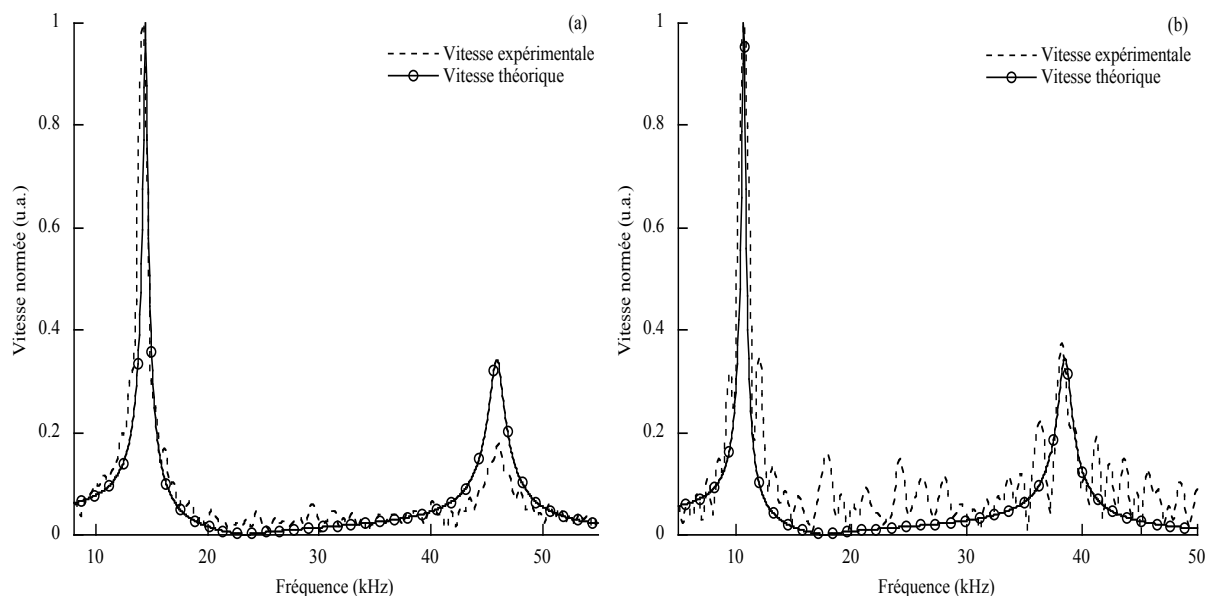 (a)
Vitesse expérimentale
Vitesse théorique
Vitesse normée (u.a.)
1
0.8
0.6
0.4
0.2
0
10 20 30 40 50
Fréquence (kHz)
(b)
Vitesse expérimentale
Vitesse théorique
Vitesse normée (u.a.)
1
0.8
0.6
0.4
0.2
0
10 20 30 40 50
Fréquence (kHz)